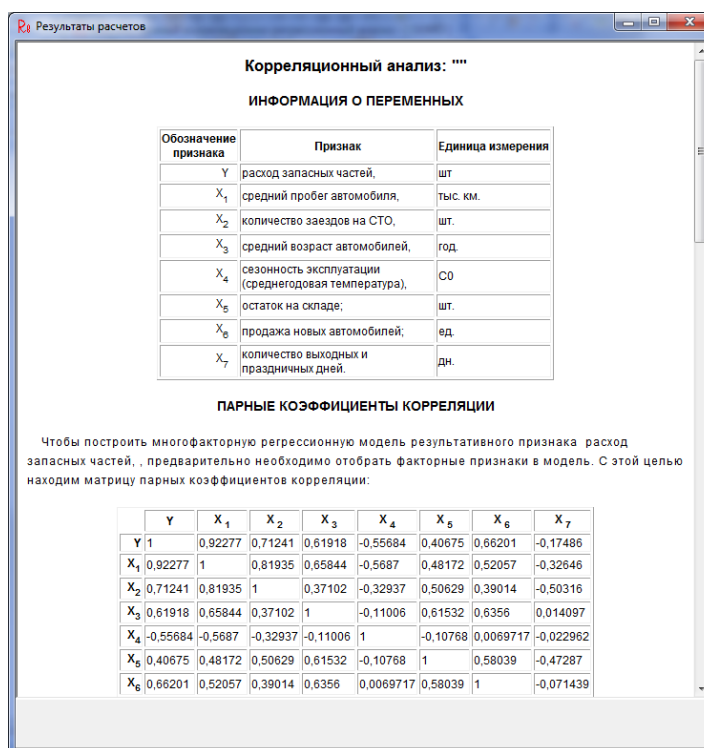 Результаты расчетов
Корреляционный анализ: ""
ИНФОРМАЦИЯ О ПЕРЕМЕННЫХ
Обозначение признака Признак Единица измерения
Y расход запасных частей, шт
X1 средний пробег автомобиля, тыс. км.
X2 количество заездов на СТО, шт.
X3 средний возраст автомобилей, год.
X4 сезонность эксплуатации (среднегодовая температура), С0
X5 остаток на складе; шт.
X6 продажа новых автомобилей; ед.
X7 количество выходных и праздничных дней. дн.
ПАРНЫЕ КОЭФФИЦИЕНТЫ КОРРЕЛЯЦИИ
Чтобы построить многофакторную регрессионную модель результативного признака расход
запасных частей, , предварительно необходимо отобрать факторные признаки в модель. С этой целью
находим матрицу парных коэффициентов корреляции:
Y X 1 X 2 X 3 X 4 X 5 X 6 X 7
Y 1 0,92277 0,71241 0,61918 -0,55684 0,40675 0,66201 -0,17486
X1 0,92277 1 0,81935 0,65844 -0,5687 0,48172 0,52057 -0,32646
X2 0,71241 0,81935 1 0,37102 -0,32937 0,50629 0,39014 -0,50316
X3 0,61918 0,65844 0,37102 1 -0,11006 0,61532 0,6356 0,014097
X4 -0,55684 -0,5687 -0,32937 -0,11006 1 -0,10768 0,0069717 -0,022962
X5 0,40675 0,48172 0,50629 0,61532 -0,10768 1 0,58039 -0,47287
X6 0,66201 0,52057 0,39014 0,6356 0,0069717 0,58039 1 -0,071439